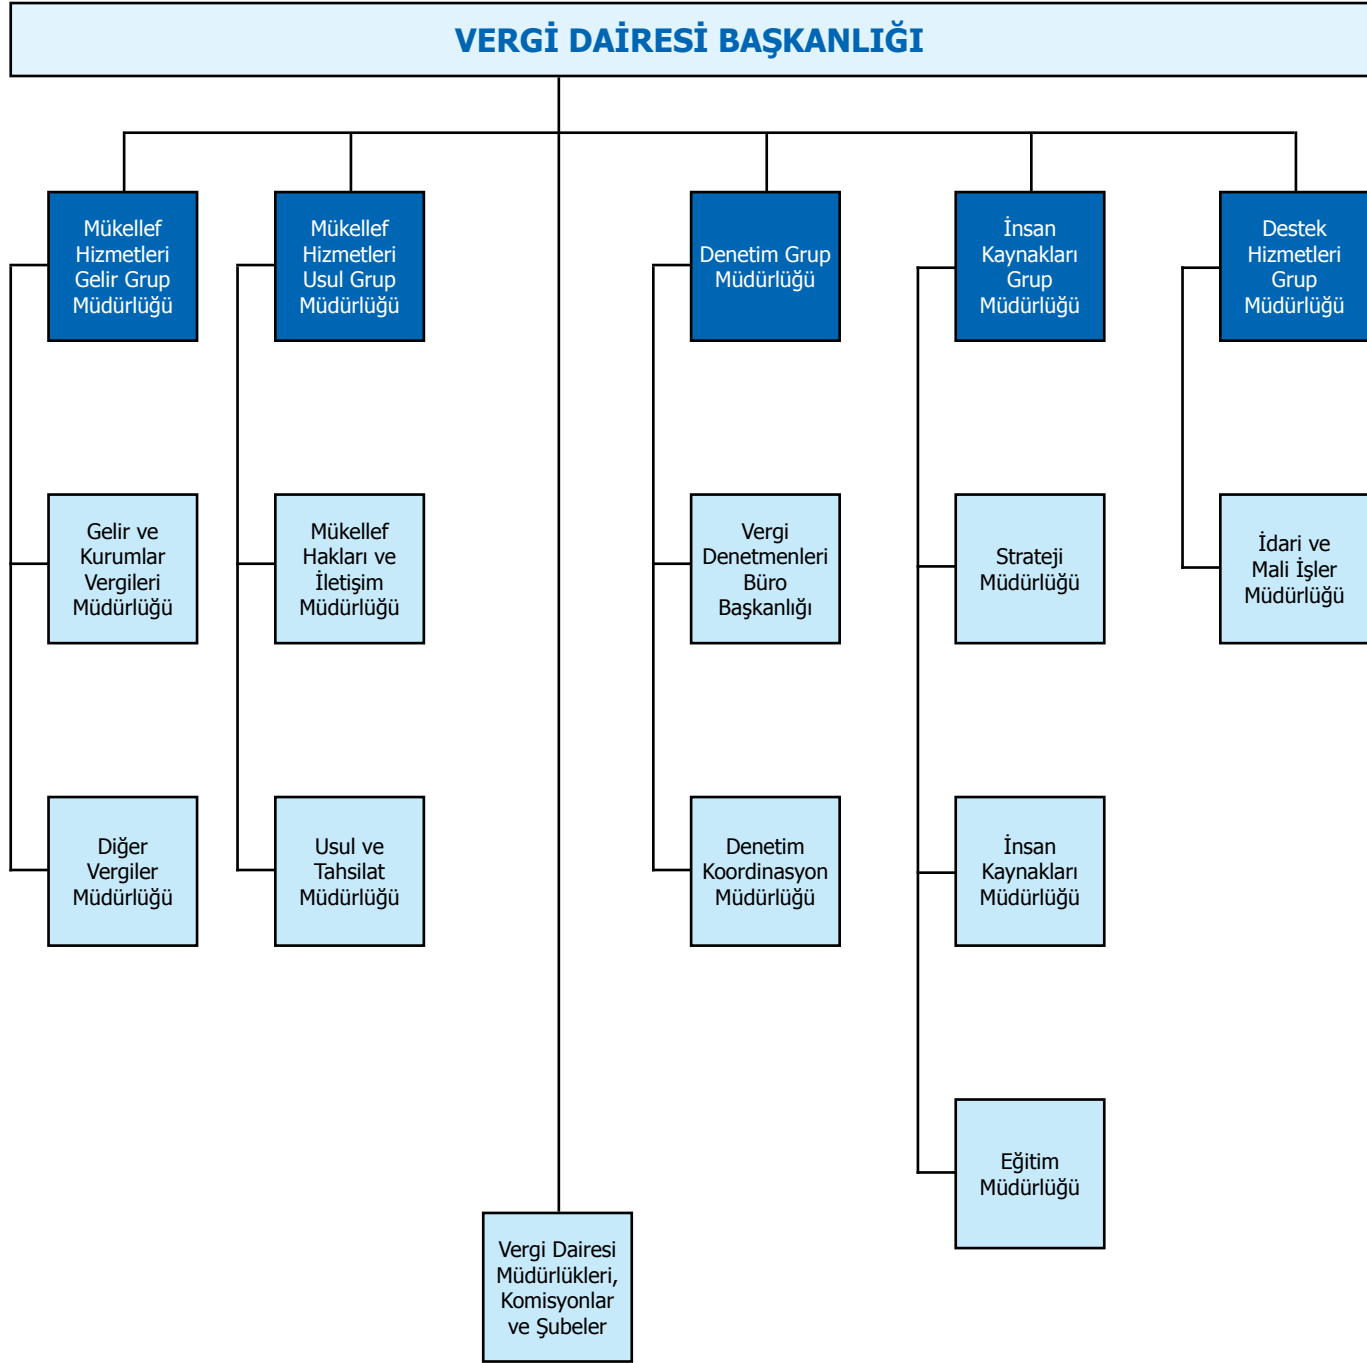 VERGİ DAİRESİ BAŞKANLIĞI
Mükellef
Hizmetleri
Gelir Grup
Müdürlüğü
Mükellef
Hizmetleri
Usul Grup
Müdürlüğü
Denetim Grup
Müdürlüğü
İnsan
Kaynakları
Grup
Müdürlüğü
Destek
Hizmetleri
Grup
Müdürlüğü
Gelir ve
Kurumlar
Vergileri
Müdürlüğü
Mükellef
Hakları ve
İletişim
Müdürlüğü
Vergi
Denetmenleri
Büro
Başkanlığı
Strateji
Müdürlüğü
İdari ve
Mali İşler
Müdürlüğü
Diğer
Vergiler
Müdürlüğü
Usul ve
Tahsilat
Müdürlüğü
Denetim
Koordinasyon
Müdürlüğü
İnsan
Kaynakları
Müdürlüğü
Eğitim
Müdürlüğü
Vergi Dairesi
Müdürlükleri,
Komisyonlar
ve Şubeler